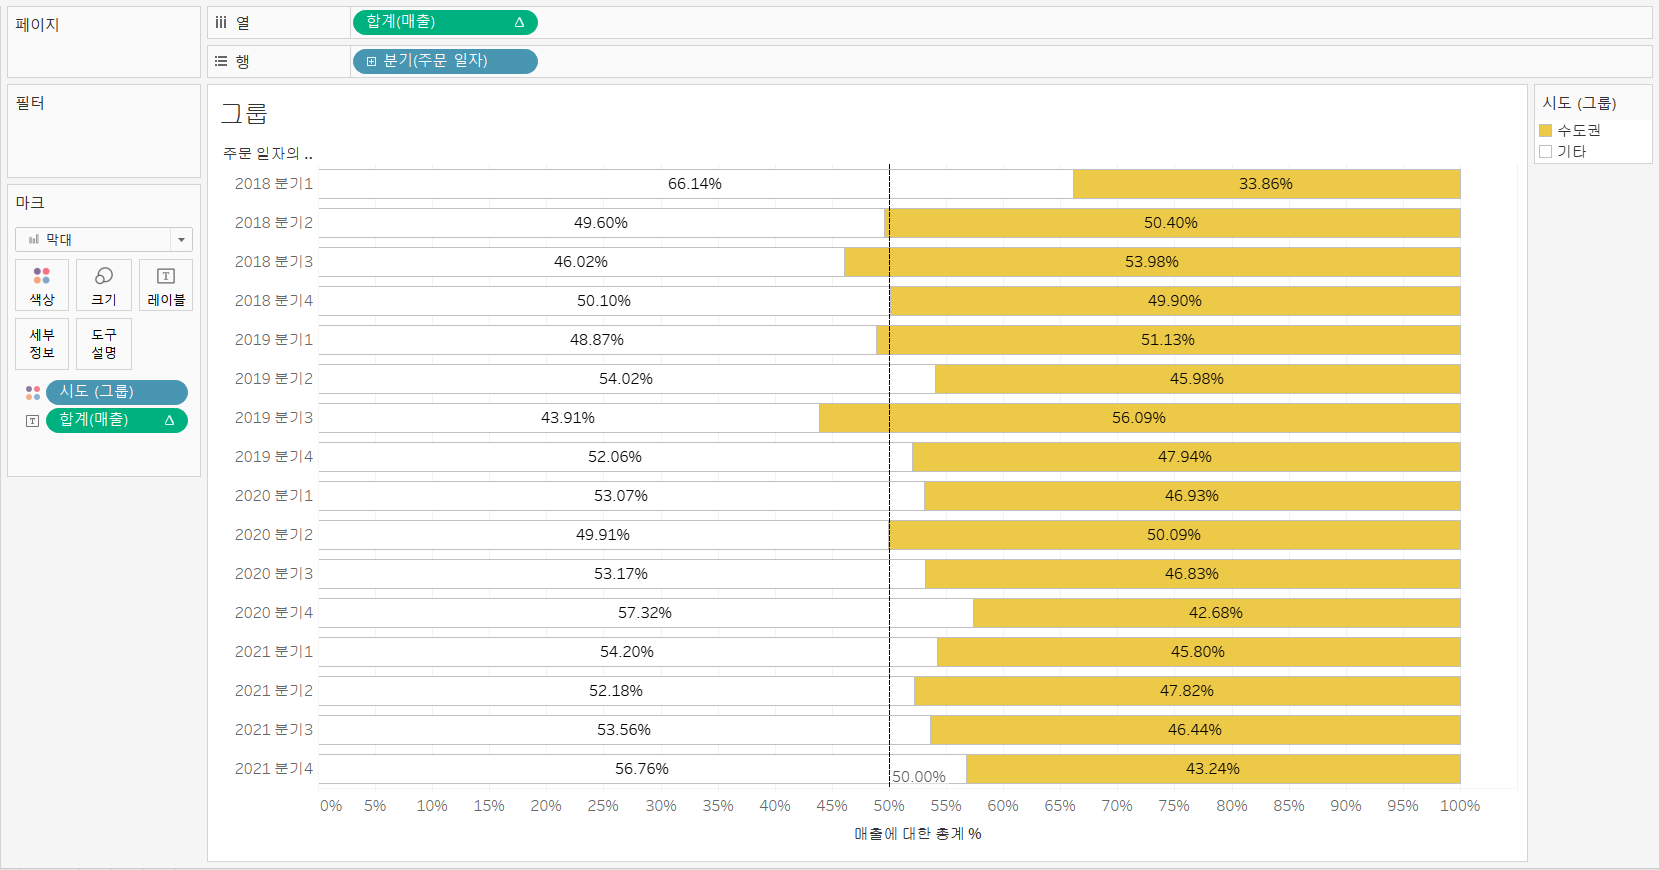 페이지
열
합계(매출)
행
분기(주문 일자)
필터
마크
막대
색상
크기
레이블
세부
정보
도구
설명
시도 (그룹)
합계(매출)
그룹
주문 일자의 ..
2018 분기1 66.14% 33.86%
2018 분기2 49.60% 50.40%
2018 분기3 46.02% 53.98%
2018 분기4 50.10% 49.90%
2019 분기1 48.87% 51.13%
2019 분기2 54.02% 45.98%
2019 분기3 43.91% 56.09%
2019 분기4 52.06% 47.94%
2020 분기1 53.07% 46.93%
2020 분기2 49.91% 50.09%
2020 분기3 53.17% 46.83%
2020 분기4 57.32% 42.68%
2021 분기1 54.20% 45.80%
2021 분기2 52.18% 47.82%
2021 분기3 53.56% 46.44%
2021 분기4 56.76% 43.24%
50.00%
0% 5% 10% 15% 20% 25% 30% 35% 40% 45% 50% 55% 60% 65% 70% 75% 80% 85% 90% 95% 100%
매출에 대한 총계 %
시도 (그룹)
수도권
기타